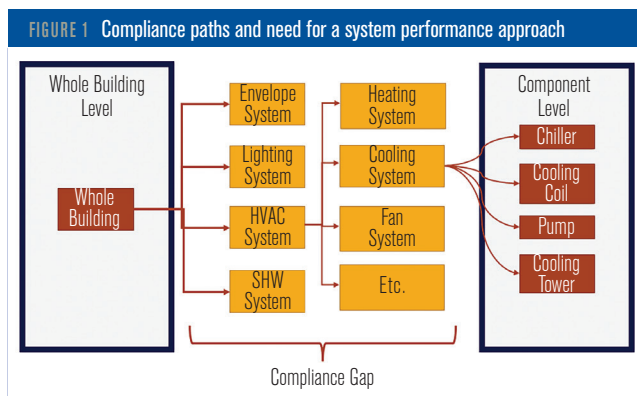 FIGURE 1 Compliance paths and need for a system performance approach
Whole Building
Level
Whole
Building
Envelope
System
Lighting
System
HVAC
System
SHW
System
Heating
System
Cooling
System
Fan
System
Etc.
Component
Level
Chiller
Cooling
Coil
Pump
Cooling
Tower
Compliance Gap